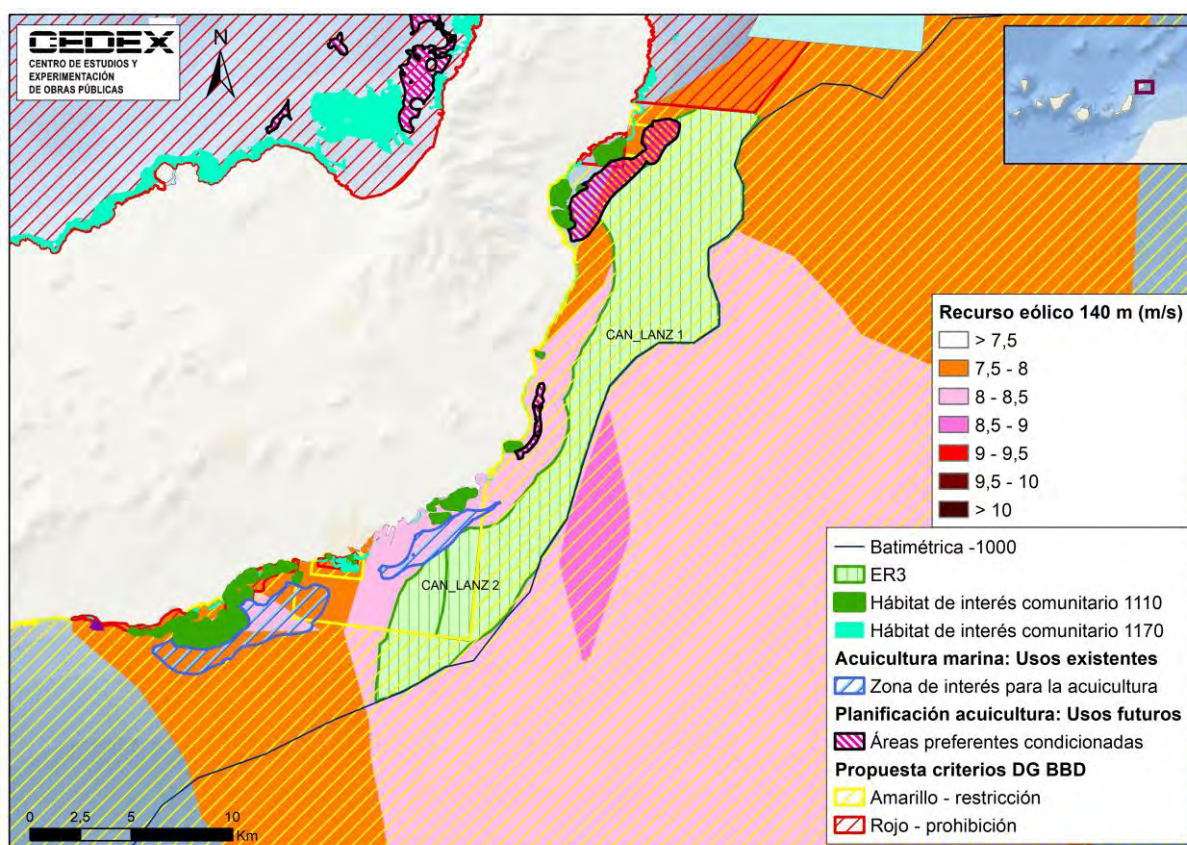 CEDEX
CENTRO DE ESTUDIOS Y
EXPERIMENTACIÓN
DE OBRAS PÚBLICAS
N
CAN_LANZ 1
CAN_LANZ 2
Recurso eólico 140 m (m/s)
> 7,5
7,5 - 8
8 - 8,5
8,5 - 9
9 - 9,5
9,5 - 10
> 10
Batimétrica -1000
ER3
Hábitat de interés comunitario 1110
Hábitat de interés comunitario 1170
Acuicultura marina: Usos existentes
Zona de interés para la acuicultura
Planificación acuicultura: Usos futuros
Áreas preferentes condicionadas
Propuesta criterios DG BBD
Amarillo - restricción
Rojo - prohibición
0 2,5 5 10
Km